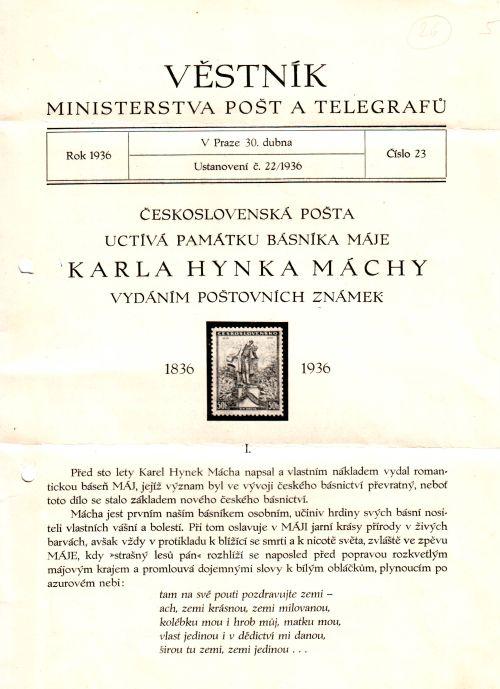 26 5
VĚSTNÍK
MINISTERSTVA POŠT A TELEGRAFŮ
Rok 1936
V Praze 30. dubna
Ustanovení č. 22/1936
Číslo 23
ČESKOSLOVENSKÁ POŠTA
UCTÍVÁ PAMÁTKU BÁSNÍKA MÁJE
KARLA HYNKA MÁCHY
VYDÁNÍM POŠTOVNÍCH ZNÁMEK
1836
ČESKOSLOVENSKO
50h 50h
1936
I.
Před sto lety Karel Hynek Mácha napsal a vlastním nákladem vydal roman-
tickou báseň MÁJ, jejíž význam byl ve vývoji českého básnictví převratný, neboť
toto dílo se stalo základem nového českého básnictví.
Mácha jest prvním naším básníkem osobním, učiniv hrdiny svých básní nosi-
teli vlastních vášní a bolestí. Při tom oslavuje v MÁJI jarní krásy přírody v živých
barvách, avšak vždy v protikladu k blížící se smrti a k nicotě světa, zvláště ve zpěvu
MÁJE, kdy »strašný lesů pán« rozhlíží se naposled před popravou rozkvetlým
májovým krajem a promlouvá dojemnými slovy k bílým obláčkům, plynoucím po
azurovém nebi:
tam na své pouti pozdravujte zemi –
ach, zemi krásnou, zemi milovanou,
kolébku mou i hrob můj, matku mou,
vlast jedinou i v dědictví mi danou,
širou tu zemi, zemi jedinou . . .